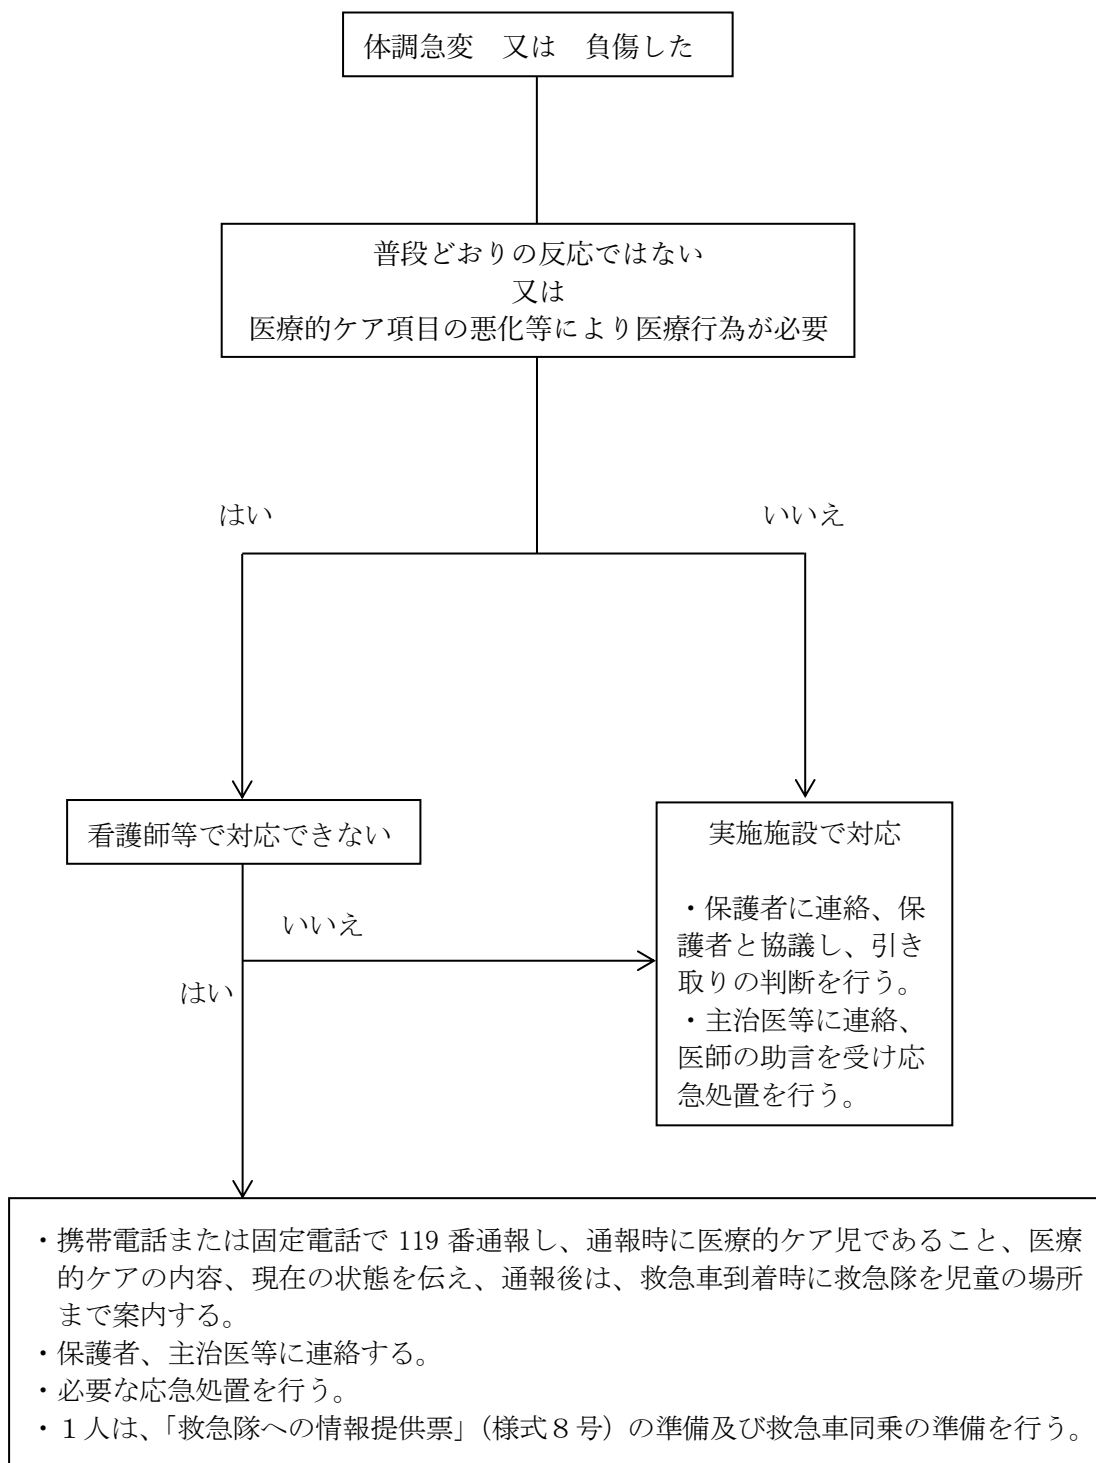 体調急変　又は　負傷した
普段どおりの反応ではない
又は
医療的ケア項目の悪化等により医療行為が必要
はい
いいえ
看護師等で対応できない
いいえ
はい
実施施設で対応
・保護者に連絡、保
護者と協議し、引き
取りの判断を行う。
・主治医等に連絡、
医師の助言を受け応
急処置を行う。
・携帯電話または固定電話で 119 番通報し、通報時に医療的ケア児であること、医療
的ケアの内容、現在の状態を伝え、通報後は、救急車到着時に救急隊を児童の場所
まで案内する。
・保護者、主治医等に連絡する。
・必要な応急処置を行う。
・１人は、「救急隊への情報提供票」（様式８号）の準備及び救急車同乗の準備を行う。